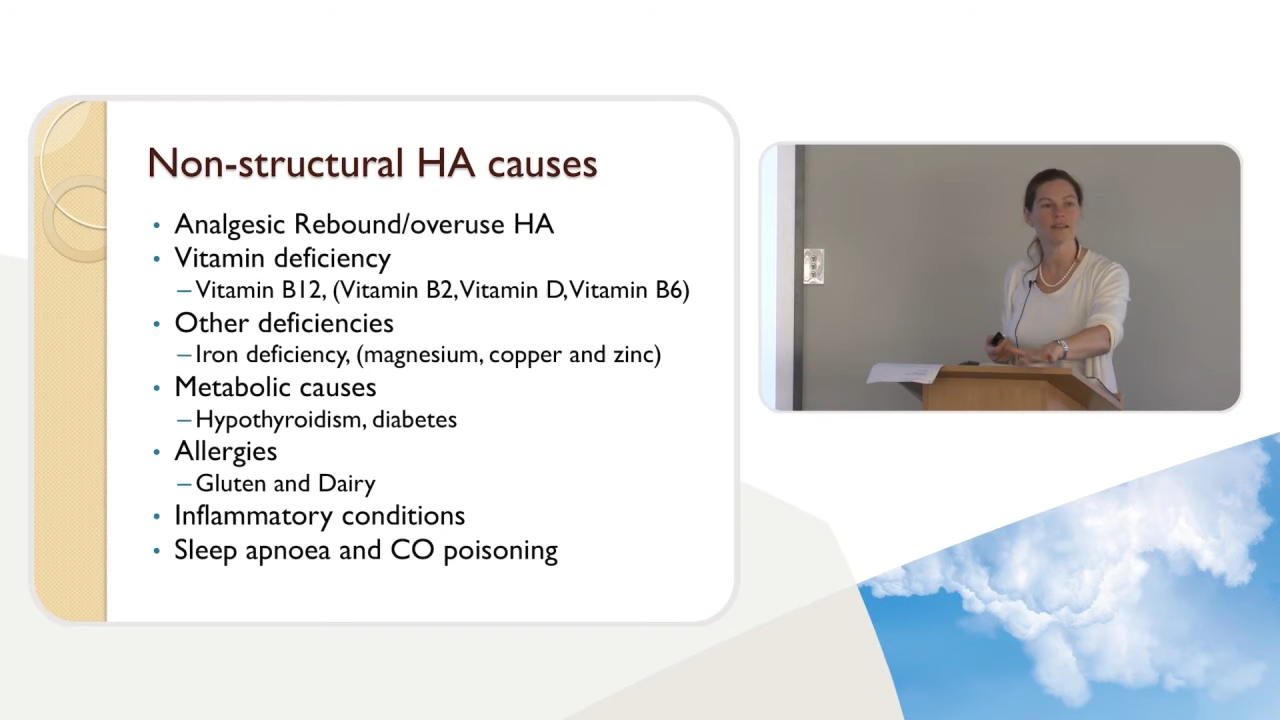 Non-structural HA causes
• Analgesic Rebound/overuse HA
• Vitamin deficiency
– Vitamin B12, (Vitamin B2, Vitamin D, Vitamin B6)
• Other deficiencies
– Iron deficiency, (magnesium, copper and zinc)
• Metabolic causes
– Hypothyroidism, diabetes
• Allergies
– Gluten and Dairy
• Inflammatory conditions
• Sleep apnoea and CO poisoning